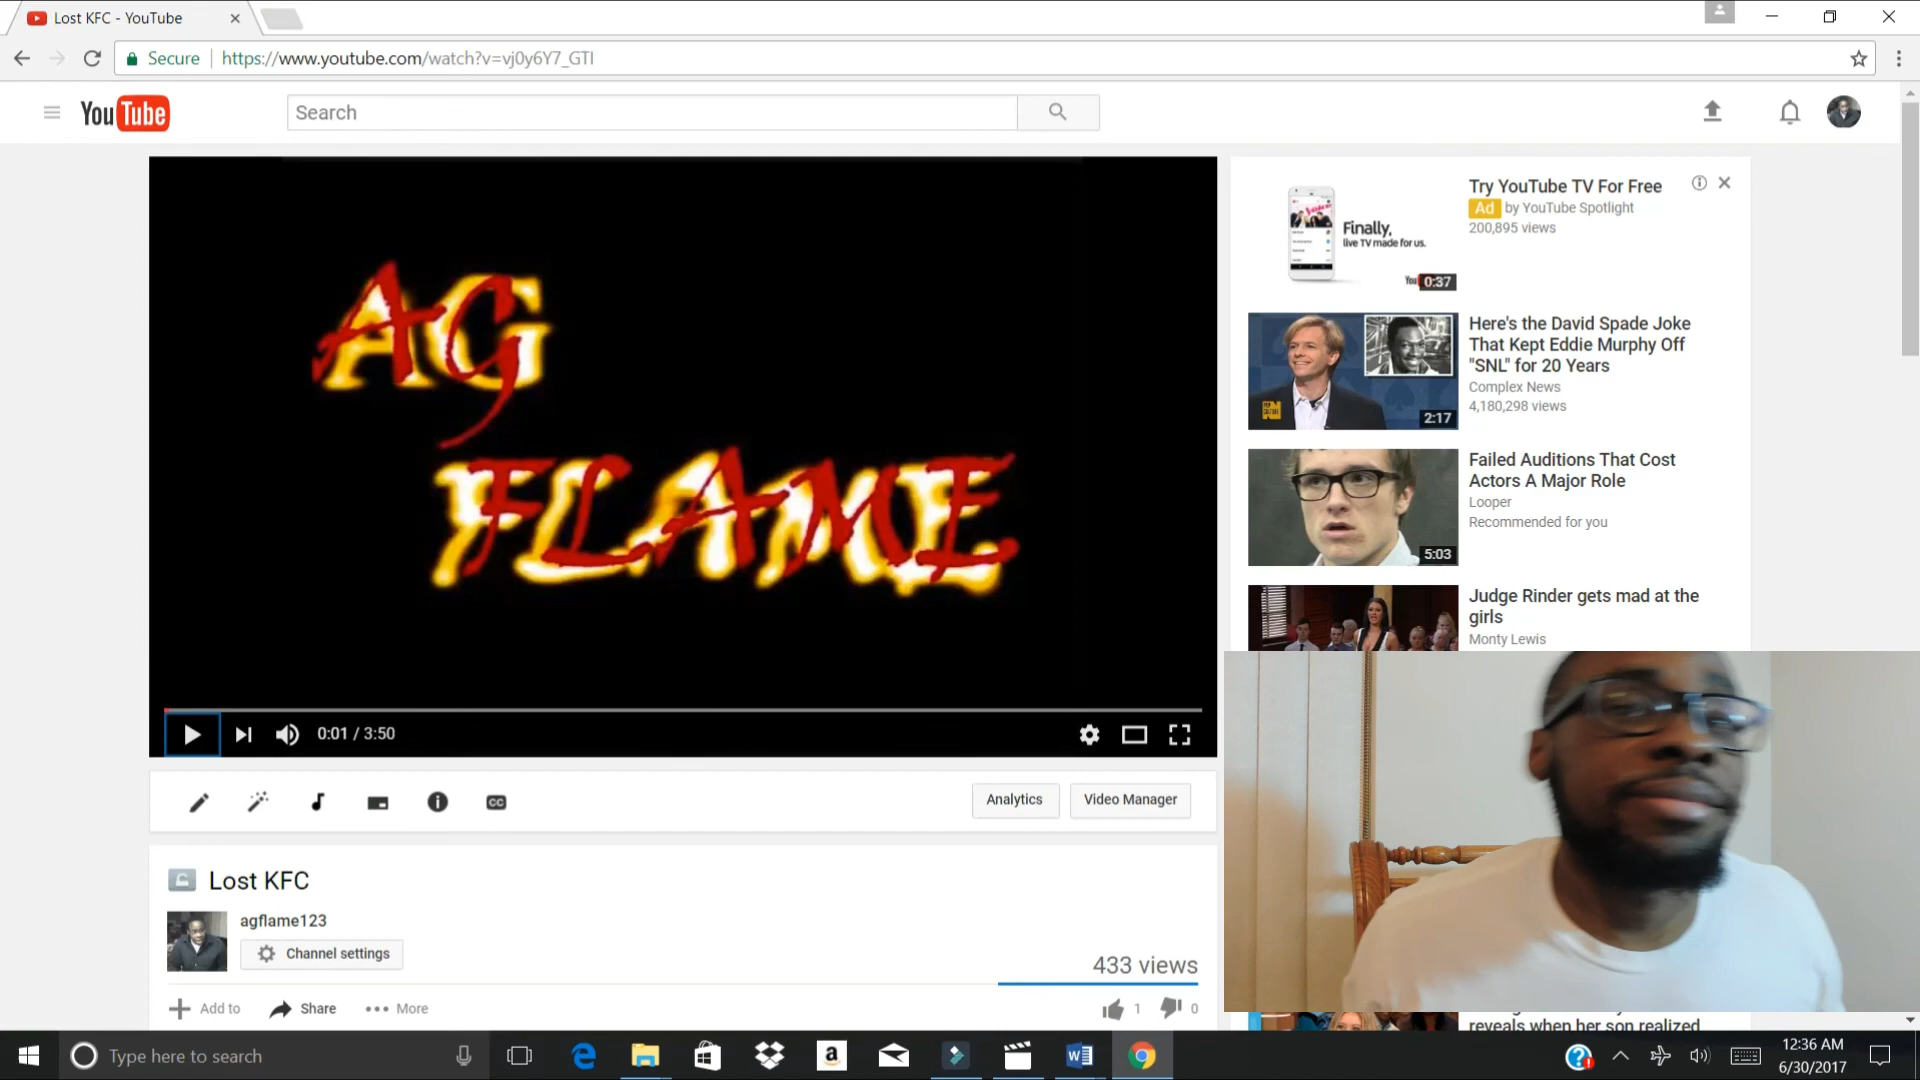 Lost KFC - YouTube
Secure
https://www.youtube.com/watch?v=vj0y6Y7_GTI
YouTube
Search
AG
FLAME
0:01 / 3:50
Analytics
Video Manager
Lost KFC
agflame123
Channel settings
433 views
Add to
Share
More
1
0
Finally,
live TV made for us.
You
0:37
Try YouTube TV For Free
Ad by YouTube Spotlight
200,895 views
2:17
Here's the David Spade Joke
That Kept Eddie Murphy Off
"SNL" for 20 Years
Complex News
4,180,298 views
5:03
Failed Auditions That Cost
Actors A Major Role
Looper
Recommended for you
Judge Rinder gets mad at the
girls
Monty Lewis
reveals when her son realized
Type here to search
12:36 AM
6/30/2017